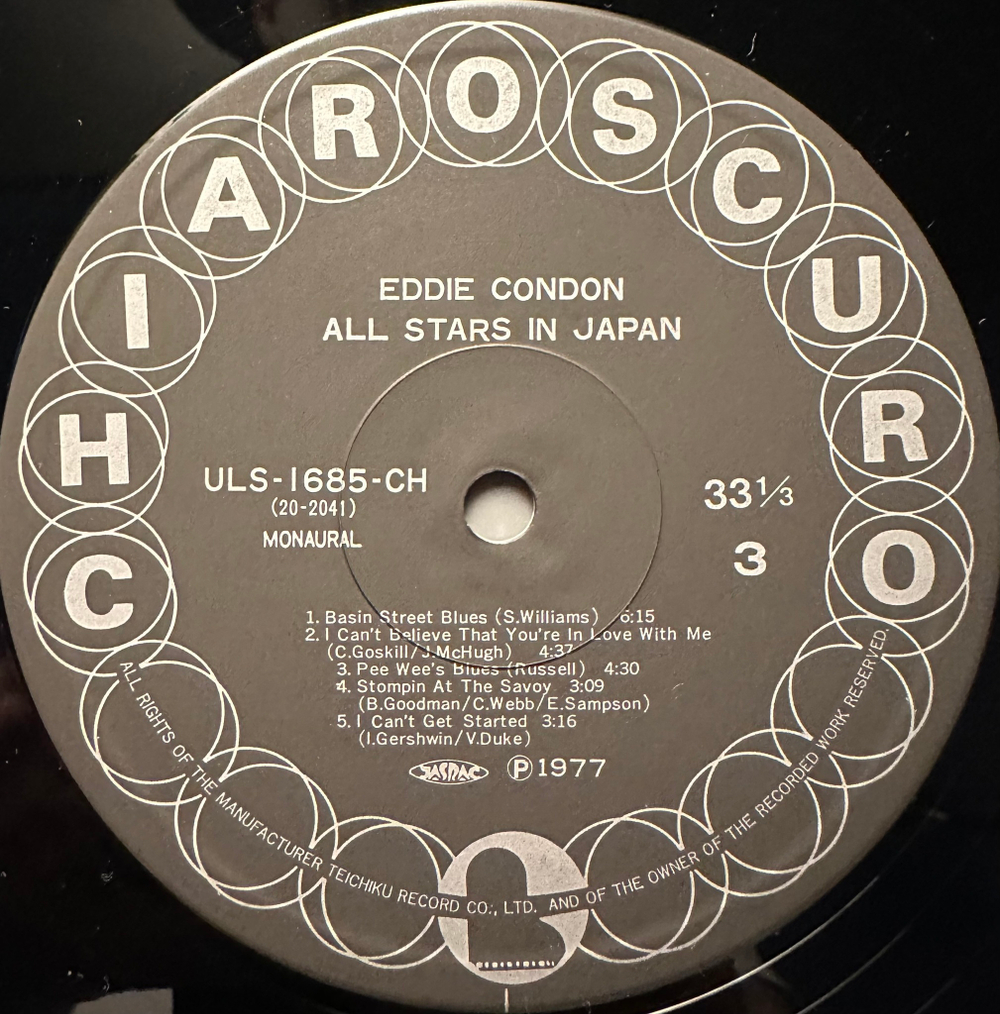 CHIAROSCURO
EDDIE CONDON
ALL STARS IN JAPAN
ULS-1685-CH
(20-2041)
MONAURAL
33⅓
3
1. Basin Street Blues (S.Williams) 6:15
2. I Can't Believe That You're In Love With Me
(C.Goskill/J.McHugh) 4:37
3. Pee Wee's Blues (Russell) 4:30
4. Stompin At The Savoy 3:09
(B.Goodman/C.Webb/E.Sampson)
5. I Can't Get Started 3:16
(I.Gershwin/V.Duke)
JASRAC ℗1977
ALL RIGHTS OF THE MANUFACTURER TEICHIKU RECORD CO., LTD. AND OF THE OWNER OF THE RECORDED WORK RESERVED.